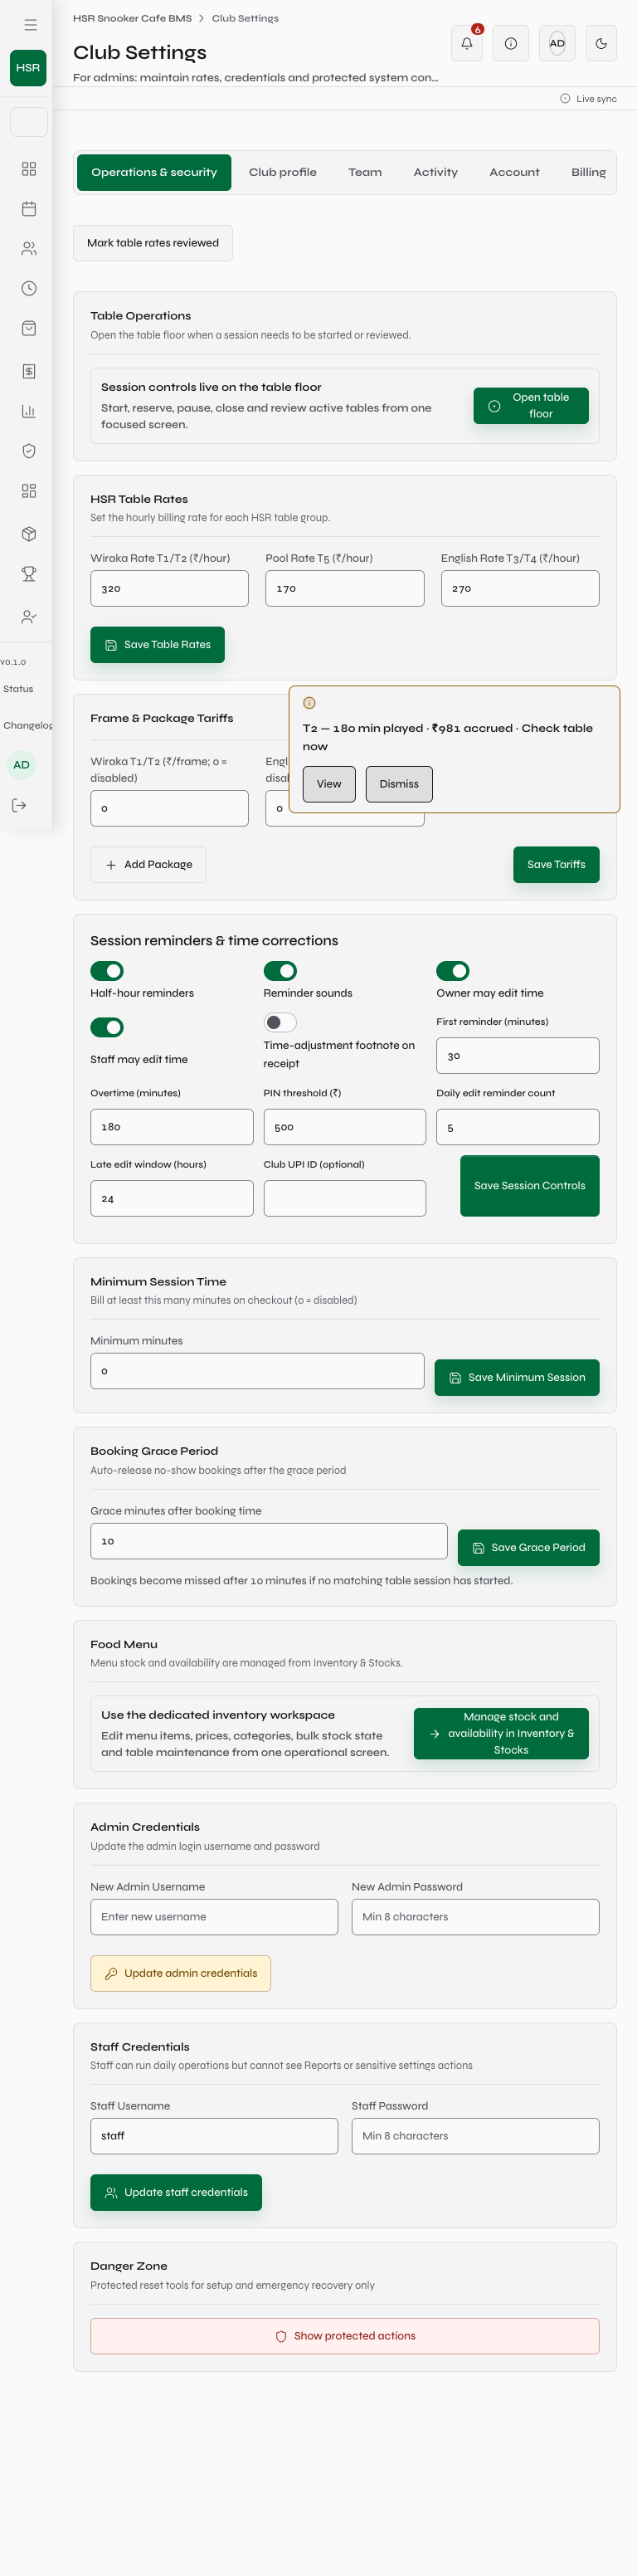 HSR Snooker Cafe BMS > Club Settings
Club Settings
For admins: maintain rates, credentials and protected system con...
6
AD
Live sync
HSR
Operations & security
Club profile
Team
Activity
Account
Billing
Mark table rates reviewed
Table Operations
Open the table floor when a session needs to be started or reviewed.
Session controls live on the table floor
Start, reserve, pause, close and review active tables from one
focused screen.
Open table
floor
HSR Table Rates
Set the hourly billing rate for each HSR table group.
Wiraka Rate T1/T2 (₹/hour)
Pool Rate T5 (₹/hour)
English Rate T3/T4 (₹/hour)
320
170
270
Save Table Rates
v0.1.0
Status
Changelog
AD
Frame & Package Tariffs
Wiraka T1/T2 (₹/frame; 0 =
disabled)
0
0
T2 — 180 min played · ₹981 accrued · Check table
now
View
Dismiss
Add Package
Save Tariffs
Session reminders & time corrections
Half-hour reminders
Reminder sounds
Owner may edit time
Staff may edit time
Time-adjustment footnote on
receipt
First reminder (minutes)
30
Overtime (minutes)
PIN threshold (₹)
Daily edit reminder count
180
500
5
Late edit window (hours)
Club UPI ID (optional)
24
Save Session Controls
Minimum Session Time
Bill at least this many minutes on checkout (0 = disabled)
Minimum minutes
0
Save Minimum Session
Booking Grace Period
Auto-release no-show bookings after the grace period
Grace minutes after booking time
10
Save Grace Period
Bookings become missed after 10 minutes if no matching table session has started.
Food Menu
Menu stock and availability are managed from Inventory & Stocks.
Use the dedicated inventory workspace
Edit menu items, prices, categories, bulk stock state
and table maintenance from one operational screen.
Manage stock and
availability in Inventory &
Stocks
Admin Credentials
Update the admin login username and password
New Admin Username
New Admin Password
Enter new username
Min 8 characters
Update admin credentials
Staff Credentials
Staff can run daily operations but cannot see Reports or sensitive settings actions
Staff Username
Staff Password
staff
Min 8 characters
Update staff credentials
Danger Zone
Protected reset tools for setup and emergency recovery only
Show protected actions